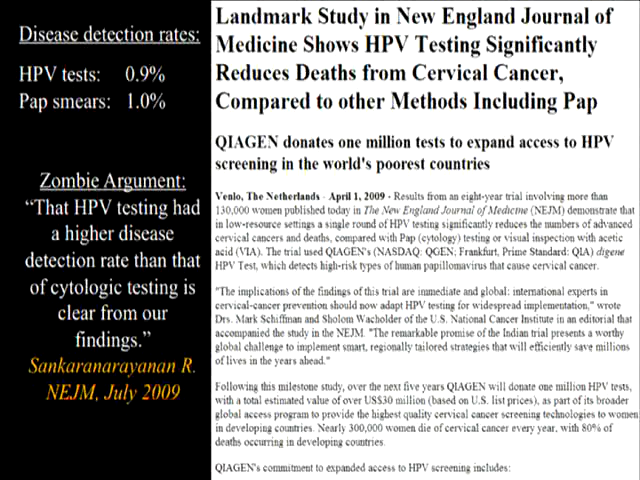 Disease detection rates:
HPV tests: 0.9%
Pap smears: 1.0%
Zombie Argument:
“That HPV testing had
a higher disease
detection rate than that
of cytologic testing is
clear from our
findings.”
Sankaranarayanan R.
NEJM, July 2009
Landmark Study in New England Journal of
Medicine Shows HPV Testing Significantly
Reduces Deaths from Cervical Cancer,
Compared to other Methods Including Pap
QIAGEN donates one million tests to expand access to HPV
screening in the world's poorest countries
Venlo, The Netherlands - April 1, 2009 - Results from an eight-year trial involving more than
130,000 women published today in The New England Journal of Medicine (NEJM) demonstrate that
in low-resource settings a single round of HPV testing significantly reduces the numbers of advanced
cervical cancers and deaths, compared with Pap (cytology) testing or visual inspection with acetic
acid (VIA). The trial used QIAGEN's (NASDAQ: QGEN; Frankfurt, Prime Standard: QIA) digene
HPV Test, which detects high-risk types of human papillomavirus that cause cervical cancer.
"The implications of the findings of this trial are immediate and global: international experts in
cervical-cancer prevention should now adapt HPV testing for widespread implementation," wrote
Drs. Mark Schiffman and Sholom Wacholder of the U.S. National Cancer Institute in an editorial that
accompanied the study in the NEJM. "The remarkable promise of the Indian trial presents a worthy
global challenge to implement smart, regionally tailored strategies that will efficiently save millions
of lives in the years ahead."
Following this milestone study, over the next five years QIAGEN will donate one million HPV tests,
with a total estimated value of over US$30 million (based on U.S. list prices), as part of its broader
global access program to provide the highest quality cervical cancer screening technologies to women
in developing countries. Nearly 300,000 women die of cervical cancer every year, with 80% of
deaths occurring in developing countries.
QIAGEN's commitment to expanded access to HPV screening includes: